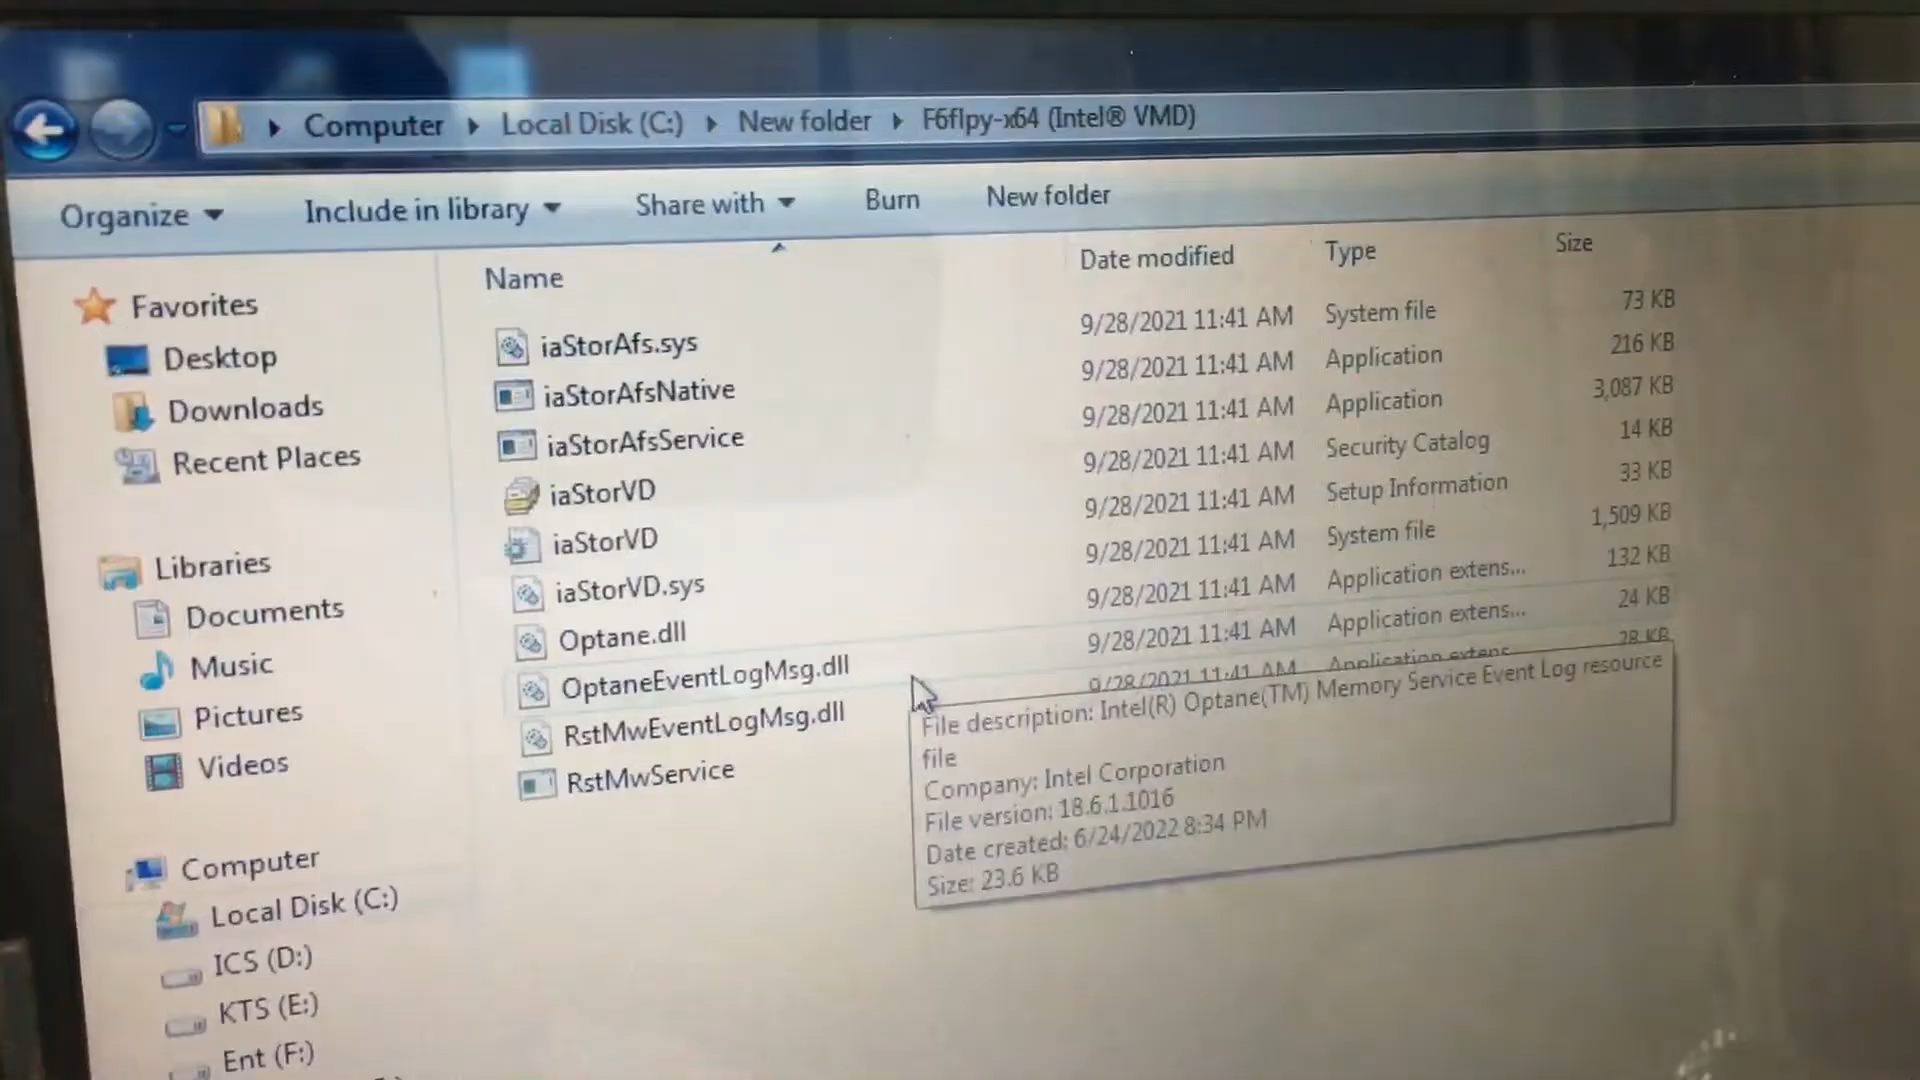 Computer Local Disk (C:) New folder F6flpy-x64 (Intel® VMD)
Organize Include in library Share with Burn New folder
Name Date modified Type Size
iaStorAfs.sys 9/28/2021 11:41 AM System file 73 KB
iaStorAfsNative 9/28/2021 11:41 AM Application 216 KB
iaStorAfsService 9/28/2021 11:41 AM Application 3,087 KB
iaStorVD 9/28/2021 11:41 AM Security Catalog 14 KB
iaStorVD 9/28/2021 11:41 AM Setup Information 33 KB
iaStorVD.sys 9/28/2021 11:41 AM System file 1,509 KB
Optane.dll 9/28/2021 11:41 AM Application extens... 132 KB
OptaneEventLogMsg.dll 9/28/2021 11:41 AM Application extens... 24 KB
RstMwEventLogMsg.dll 9/28/2021 11:41 AM Application extens... 28 KB
RstMwService
File description: Intel(R) Optane(TM) Memory Service Event Log resource
file
Company: Intel Corporation
File version: 18.6.1.1016
Date created: 6/24/2022 8:34 PM
Size: 23.6 KB
Favorites
Desktop
Downloads
Recent Places
Libraries
Documents
Music
Pictures
Videos
Computer
Local Disk (C:)
ICS (D:)
KTS (E:)
Ent (F:)